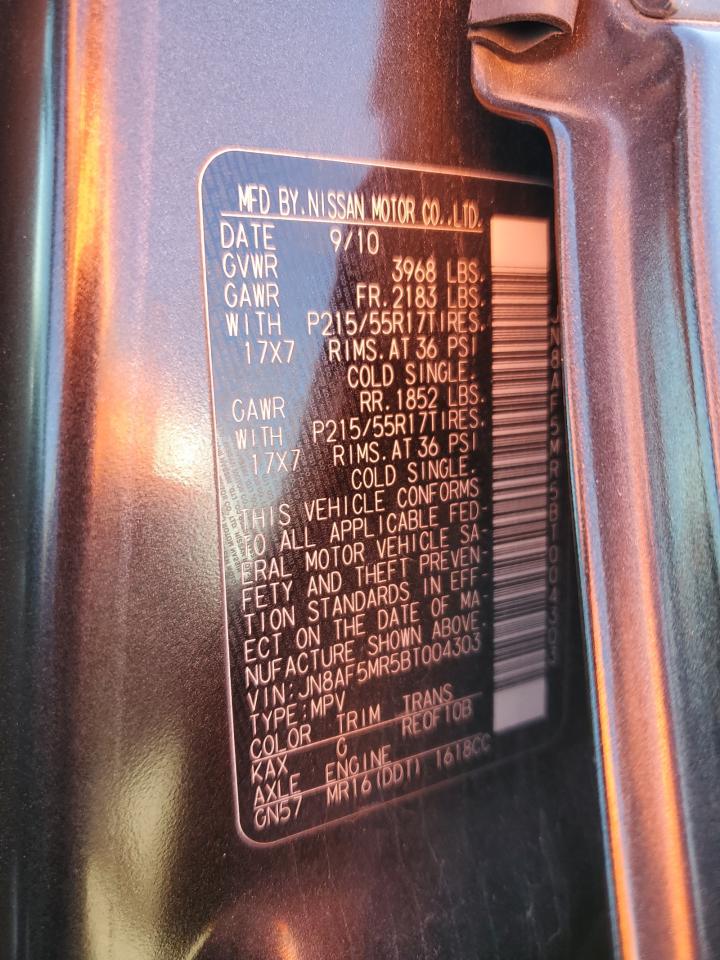 MFD BY.NISSAN MOTOR CO.,LTD.
DATE 9/10
GVWR 3968 LBS.
GAWR FR.2183 LBS.
WITH P215/55R17TIRES.
17X7 RIMS.AT 36 PSI
COLD SINGLE.
GAWR RR.1852 LBS.
WITH P215/55R17TIRES.
17X7 RIMS.AT 36 PSI
COLD SINGLE.
THIS VEHICLE CONFORMS
TO ALL APPLICABLE FED-
ERAL MOTOR VEHICLE SA-
FETY AND THEFT PREVEN-
TION STANDARDS IN EFF-
ECT ON THE DATE OF MA-
NUFACTURE SHOWN ABOVE.
VIN:JN8AF5MR5BT004303
TYPE:MPV
COLOR TRIM TRANS
KAX G RE0F10B
AXLE ENGINE
GN57 MR16(DDT) 1618CC
JN8AF5MR5BT004303